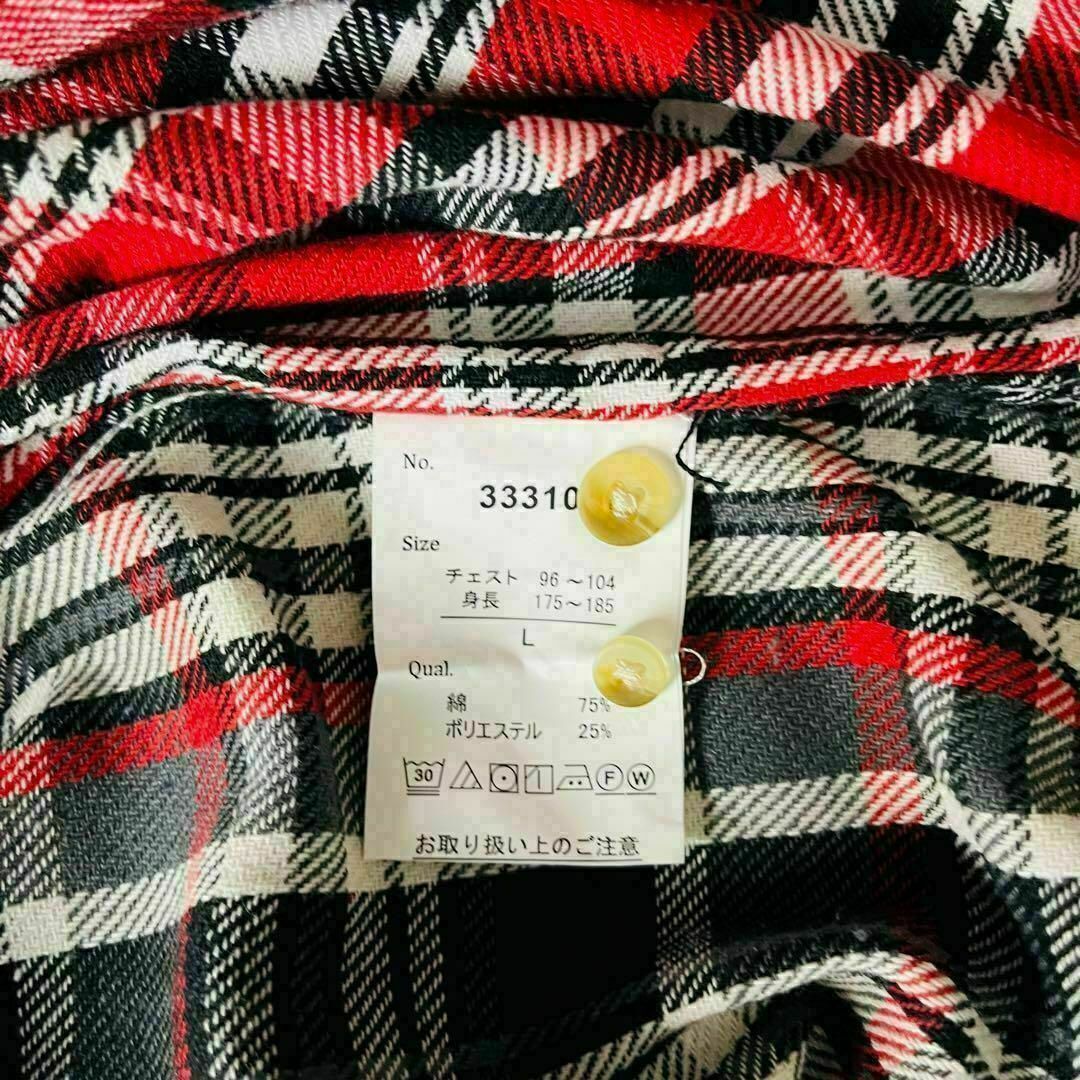 No.
33310
Size
チェスト 96～104
身長 175～185
L
Qual.
綿 75%
ポリエステル 25%
30 F W
お取り扱い上のご注意